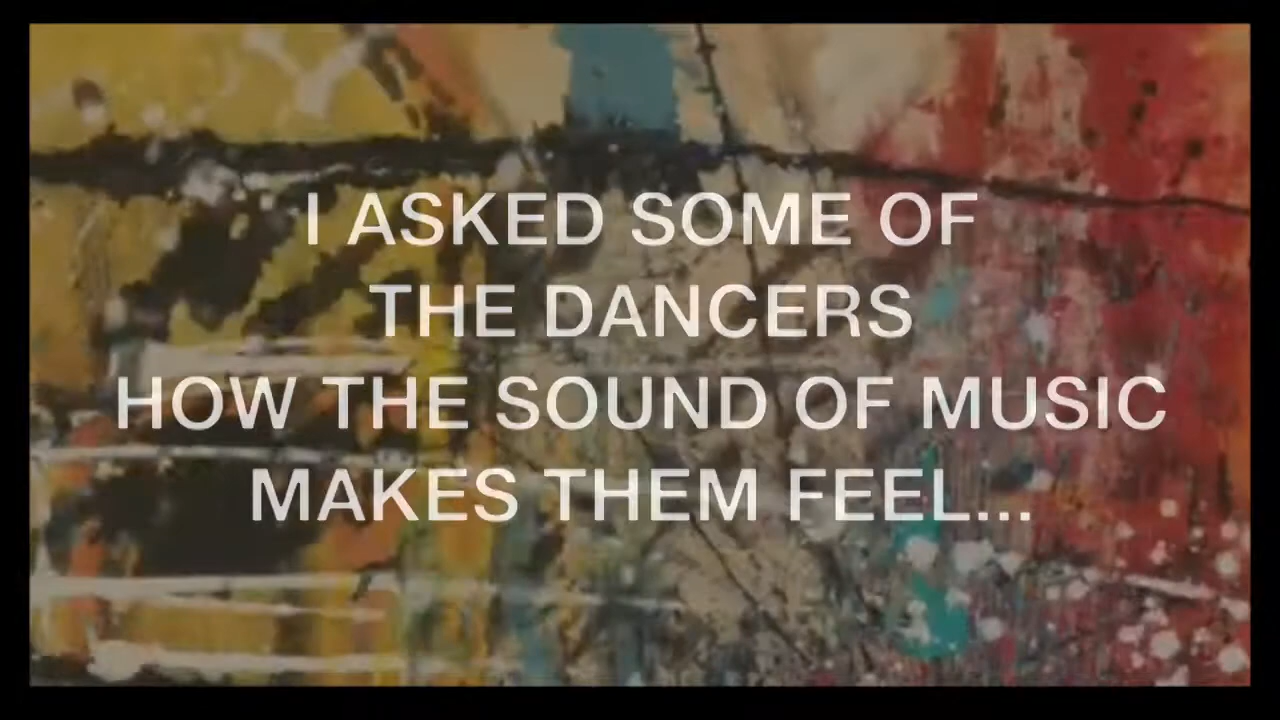 I ASKED SOME OF
THE DANCERS
HOW THE SOUND OF MUSIC
MAKES THEM FEEL...